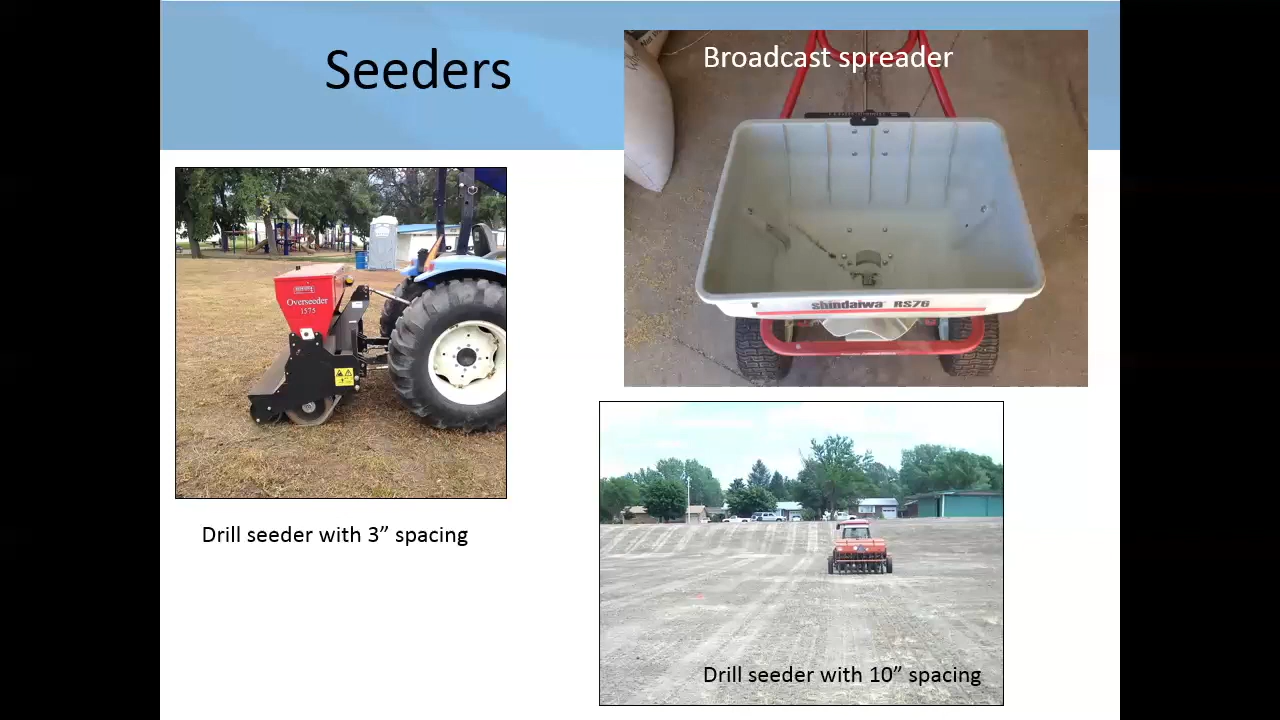 Seeders
Broadcast spreader
shindaiwa RS76
Overseeder
1575
Drill seeder with 3” spacing
Drill seeder with 10” spacing